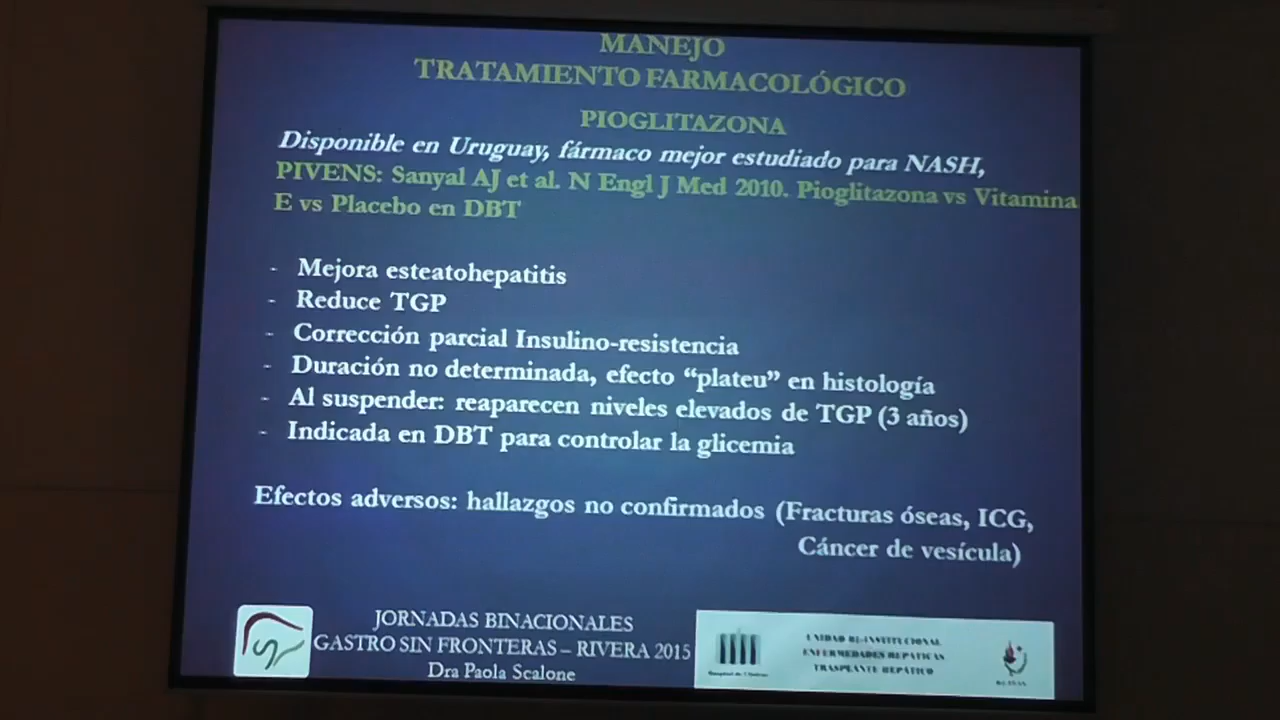 MANEJO
TRATAMIENTO FARMACOLÓGICO
PIOGLITAZONA
Disponible en Uruguay, fármaco mejor estudiado para NASH,
PIVENS: Sanyal AJ et al. N Engl J Med 2010. Pioglitazona vs Vitamina
E vs Placebo en DBT
- Mejora esteatohepatitis
- Reduce TGP
- Corrección parcial Insulino-resistencia
- Duración no determinada, efecto “plateu” en histología
- Al suspender: reaparecen niveles elevados de TGP (3 años)
- Indicada en DBT para controlar la glicemia
Efectos adversos: hallazgos no confirmados (Fracturas óseas, ICG,
Cáncer de vesícula)
JORNADAS BINACIONALES
GASTRO SIN FRONTERAS – RIVERA 2015
Dra Paola Scalone
UNIDAD BI-INSTITUCIONAL
ENFERMEDADES HEPÁTICAS
TRASPLANTE HEPÁTICO